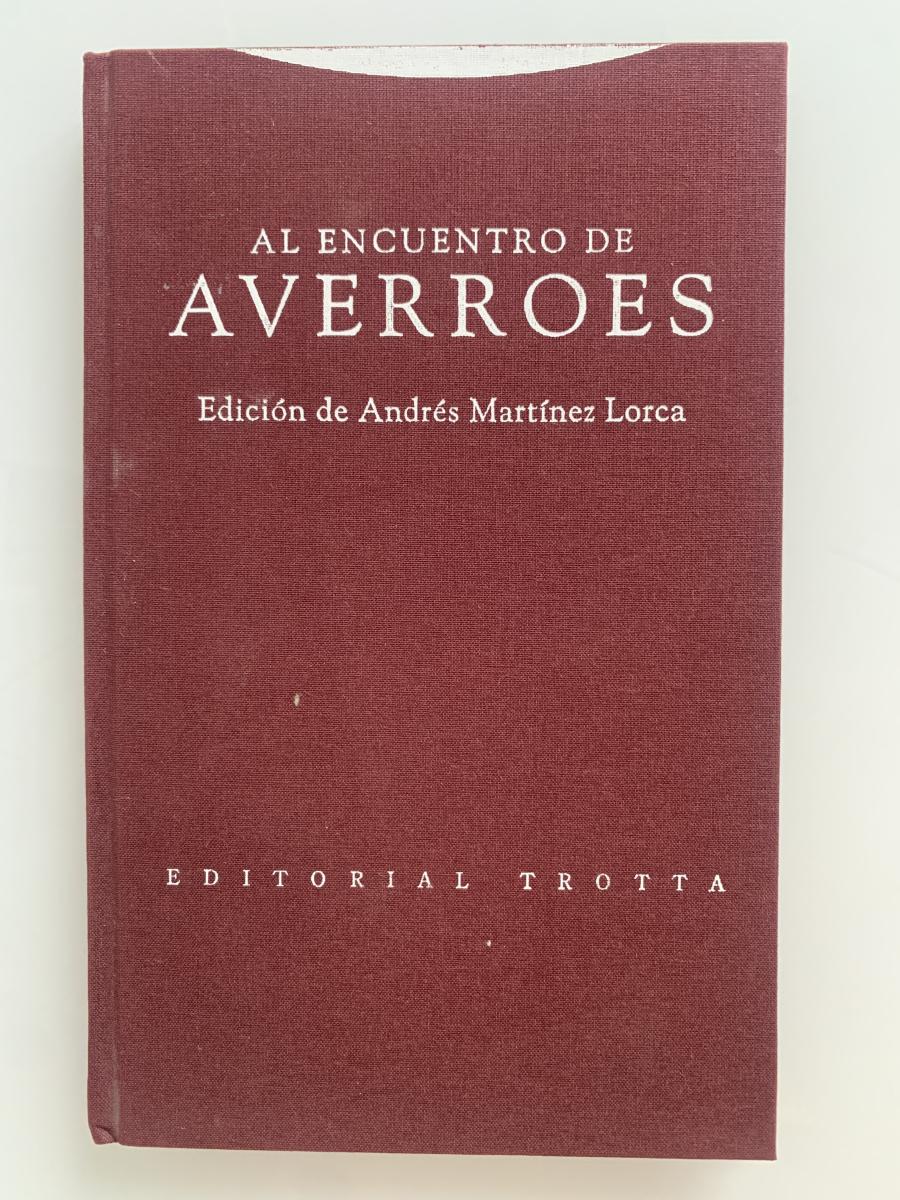 AL ENCUENTRO DE
AVERROES
Edición de Andrés Martínez Lorca
EDITORIAL TROTTA